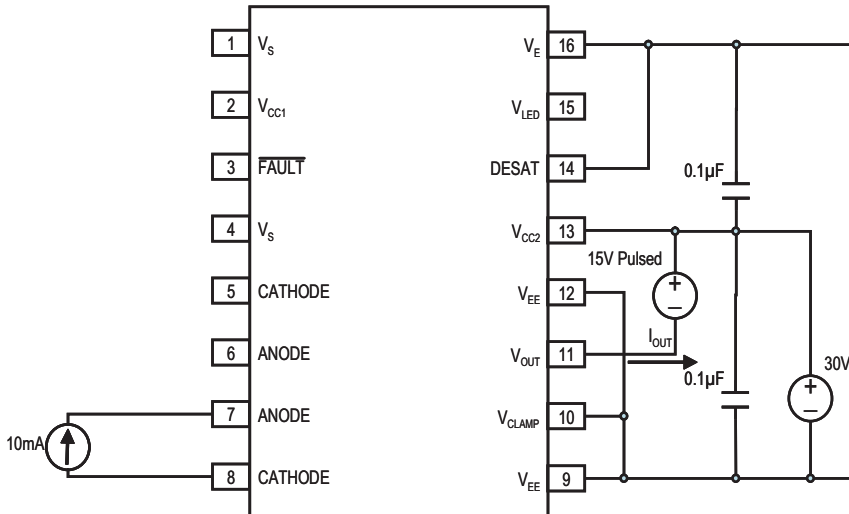 1 V_S
2 V_CC1
3 FAULT
4 V_S
5 CATHODE
6 ANODE
7 ANODE
8 CATHODE
10mA
V_E 16
V_LED 15
DESAT 14
V_CC2 13
V_EE 12
V_OUT 11
V_CLAMP 10
V_EE 9
0.1µF
15V Pulsed
+
−
I_OUT
0.1µF
30V
+
−